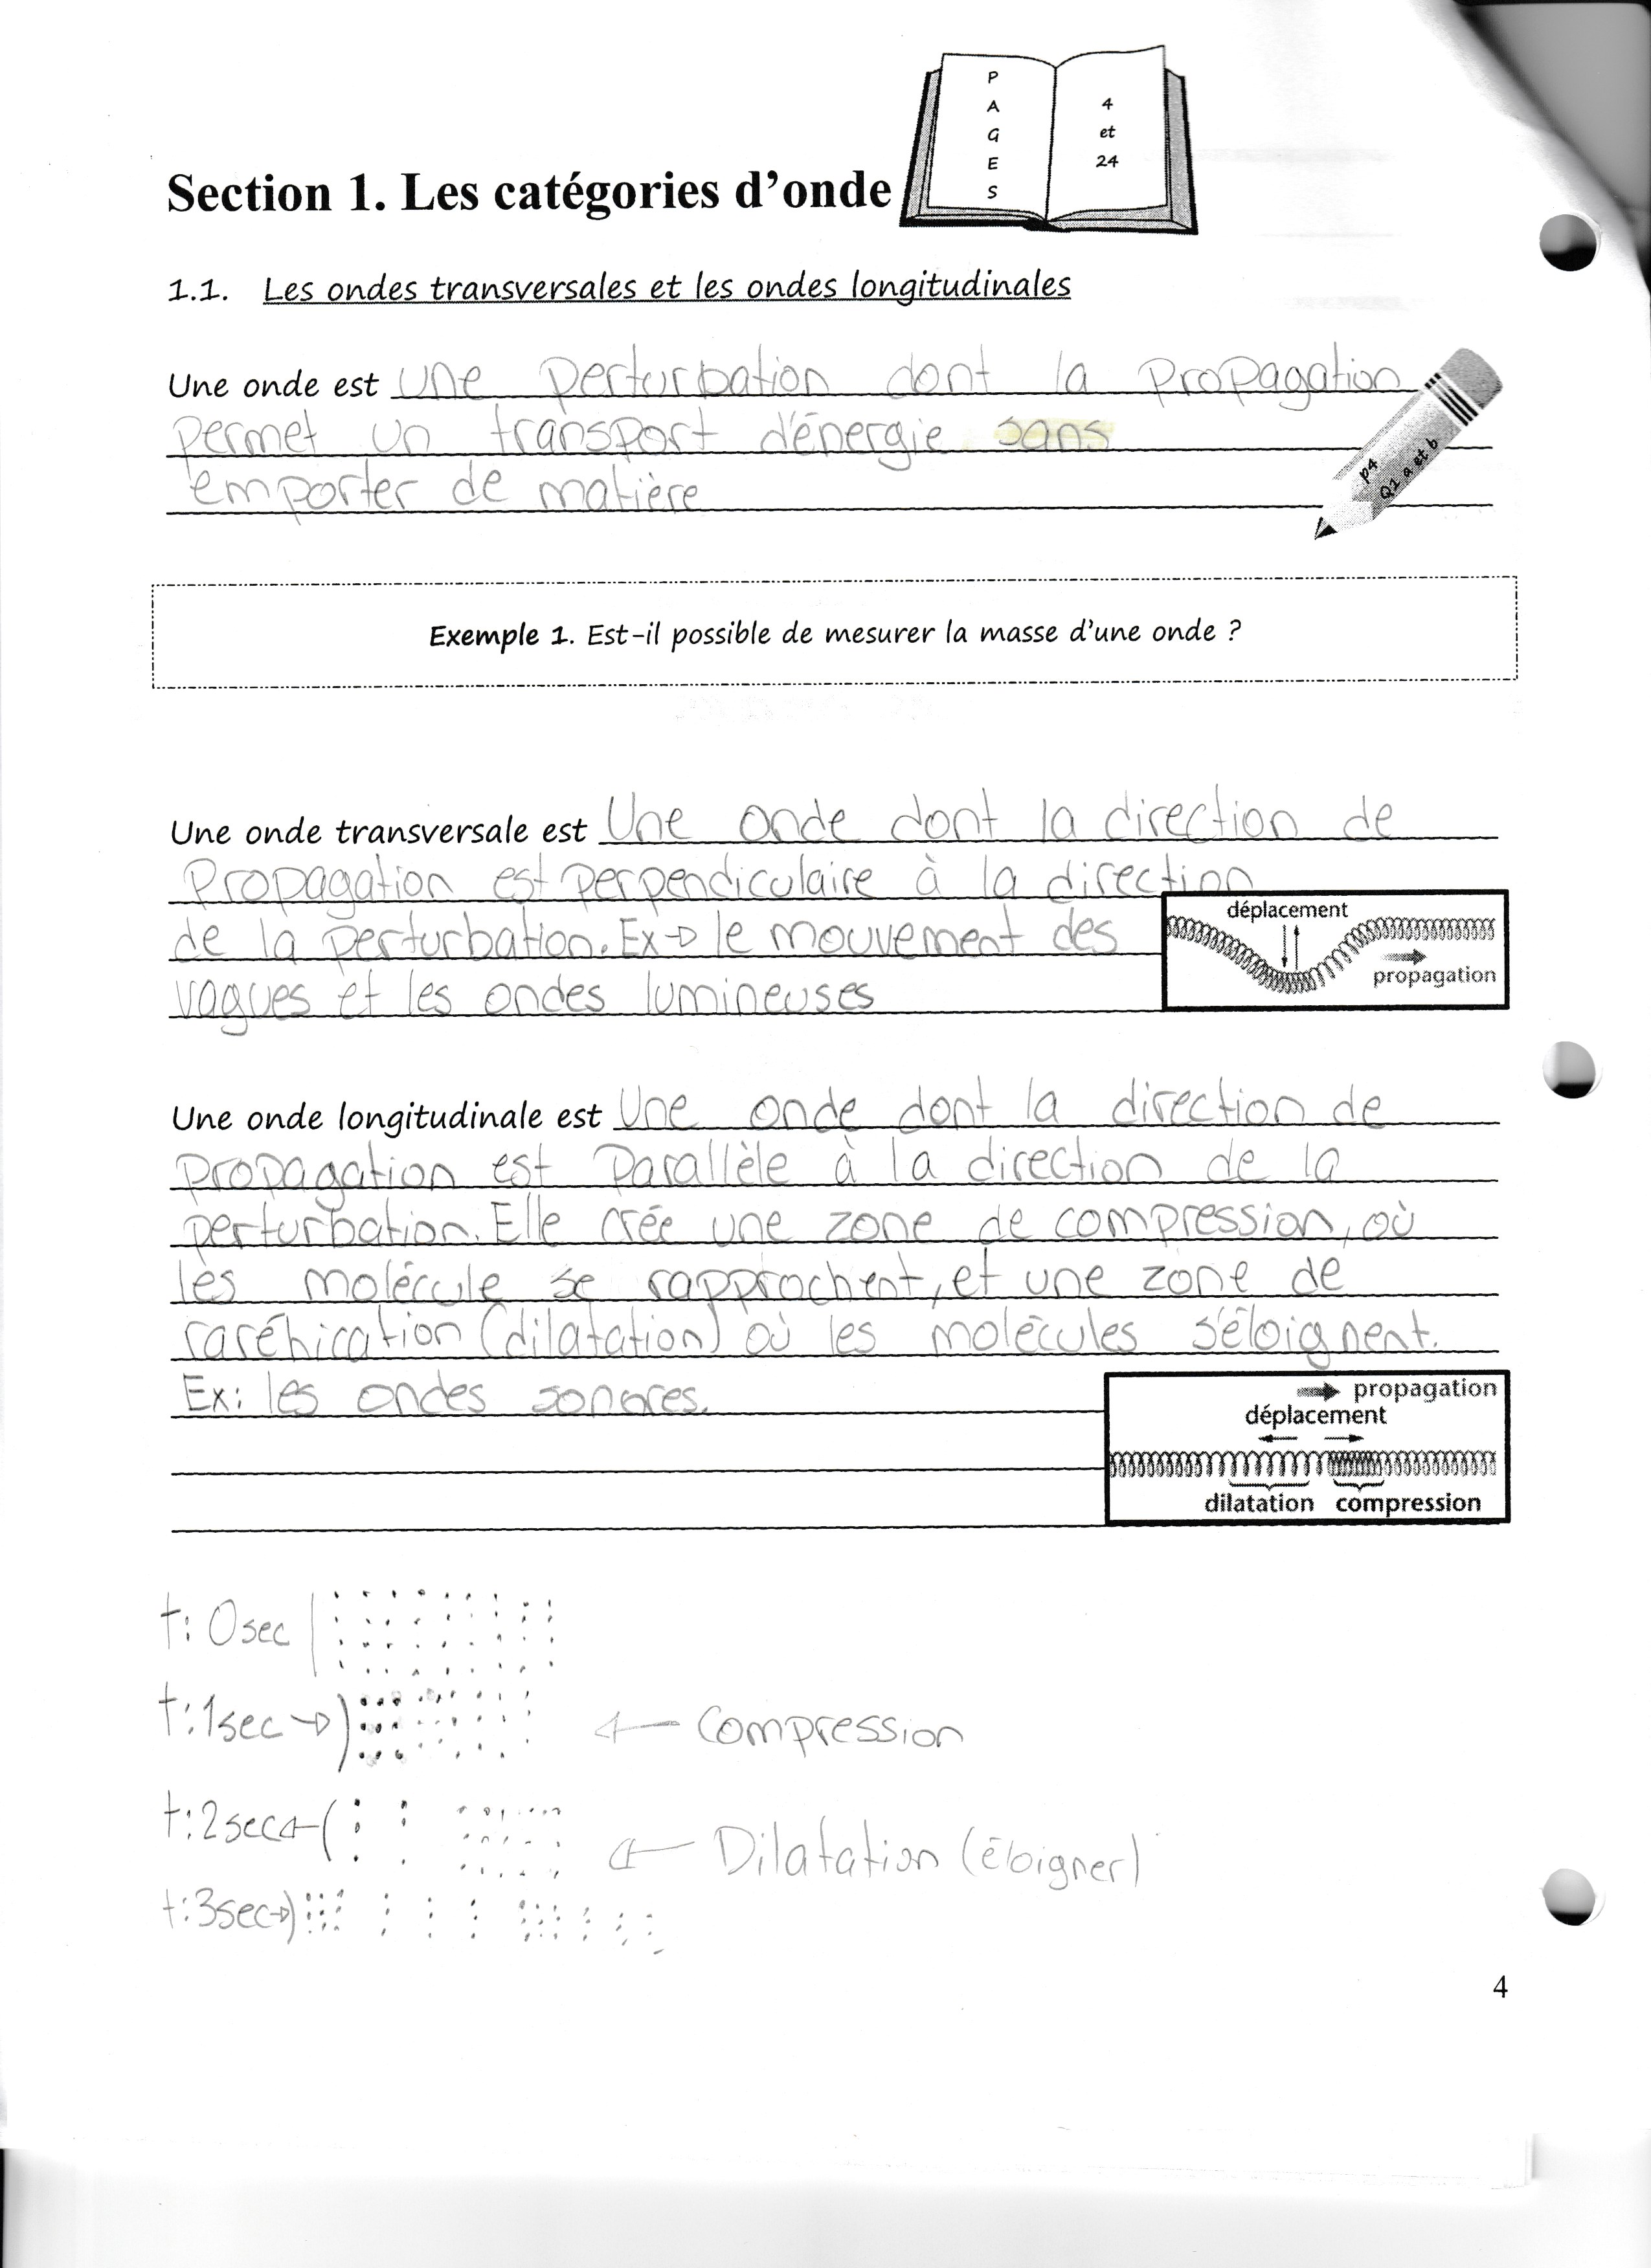 PAGES
4
et
24
Section 1. Les catégories d'onde
1.1. Les ondes transversales et les ondes longitudinales
Une onde est une perturbation dont la propagation
permet un transport d'énergie sans
emporter de matière
p4
Q1 a et b
Exemple 1. Est-il possible de mesurer la masse d'une onde ?
Une onde transversale est Une onde dont la direction de
propagation est perpendiculaire à la direction
de la perturbation. Ex→ le mouvement des
vagues et les ondes lumineuses
déplacement
propagation
Une onde longitudinale est Une onde dont la direction de
propagation est Parallèle à la direction de la
perturbation. Elle crée une zone de compression, où
les molécule se rapprochent, et une zone de
raréhication (dilatation) où les molécules s'éloignent.
Ex: les ondes sonores.
propagation
déplacement
dilatation compression
t: 0sec
t: 1sec → ← Compression
t: 2sec ← ← Dilatation (éloigner)
t: 3sec →
4